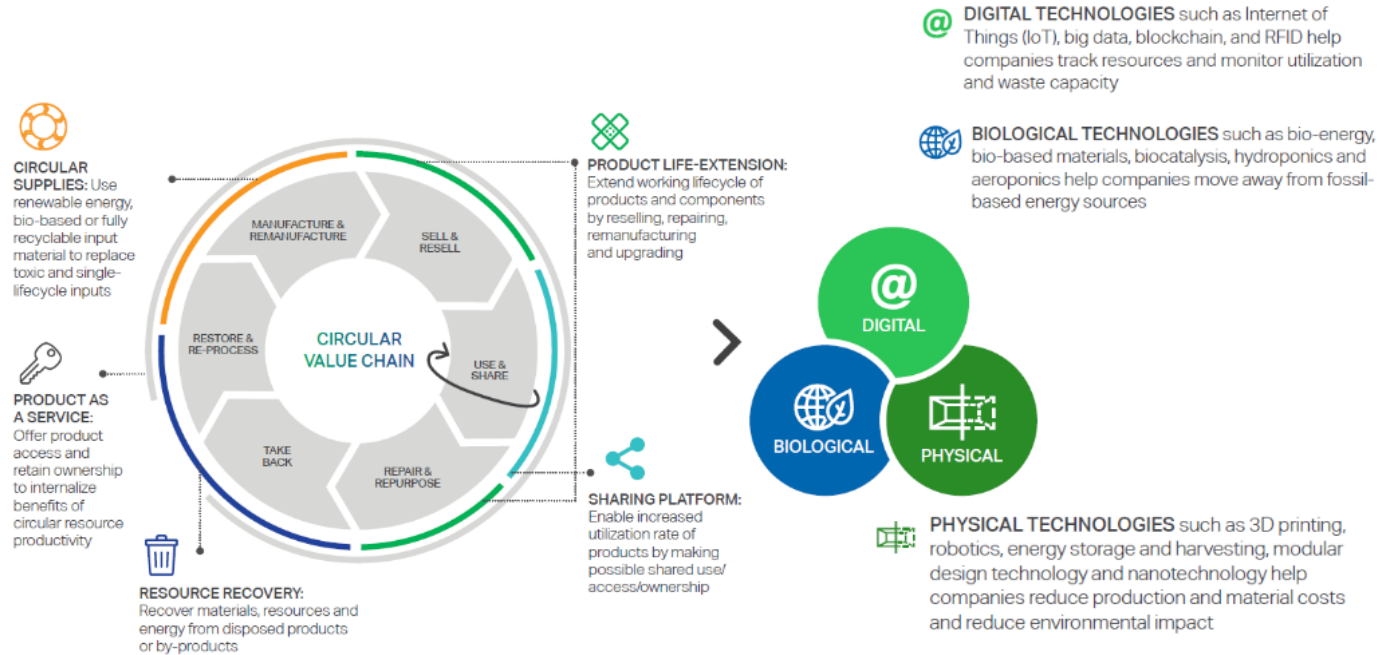 CIRCULAR
SUPPLIES: Use
renewable energy,
bio-based or fully
recyclable input
material to replace
toxic and single-
lifecycle inputs
PRODUCT AS
A SERVICE:
Offer product
access and
retain ownership
to internalize
benefits of
circular resource
productivity
RESOURCE RECOVERY:
Recover materials, resources and
energy from disposed products
or by-products
MANUFACTURE &
REMANUFACTURE
SELL &
RESELL
USE &
SHARE
REPAIR &
REPURPOSE
TAKE
BACK
RESTORE &
RE-PROCESS
CIRCULAR
VALUE CHAIN
PRODUCT LIFE-EXTENSION:
Extend working lifecycle of
products and components
by reselling, repairing,
remanufacturing
and upgrading
SHARING PLATFORM:
Enable increased
utilization rate of
products by making
possible shared use/
access/ownership
@ DIGITAL TECHNOLOGIES such as Internet of
Things (IoT), big data, blockchain, and RFID help
companies track resources and monitor utilization
and waste capacity
BIOLOGICAL TECHNOLOGIES such as bio-energy,
bio-based materials, biocatalysis, hydroponics and
aeroponics help companies move away from fossil-
based energy sources
@
DIGITAL
BIOLOGICAL
PHYSICAL
PHYSICAL TECHNOLOGIES such as 3D printing,
robotics, energy storage and harvesting, modular
design technology and nanotechnology help
companies reduce production and material costs
and reduce environmental impact